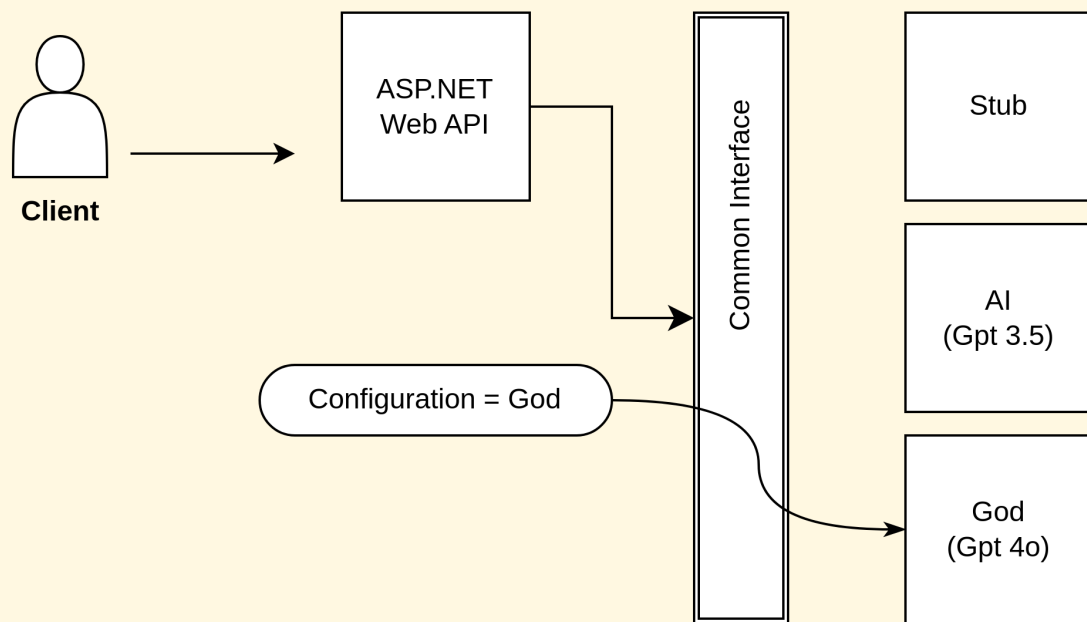 Client
ASP.NET
Web API
Common Interface
Stub
AI
(Gpt 3.5)
Configuration = God
God
(Gpt 4o)